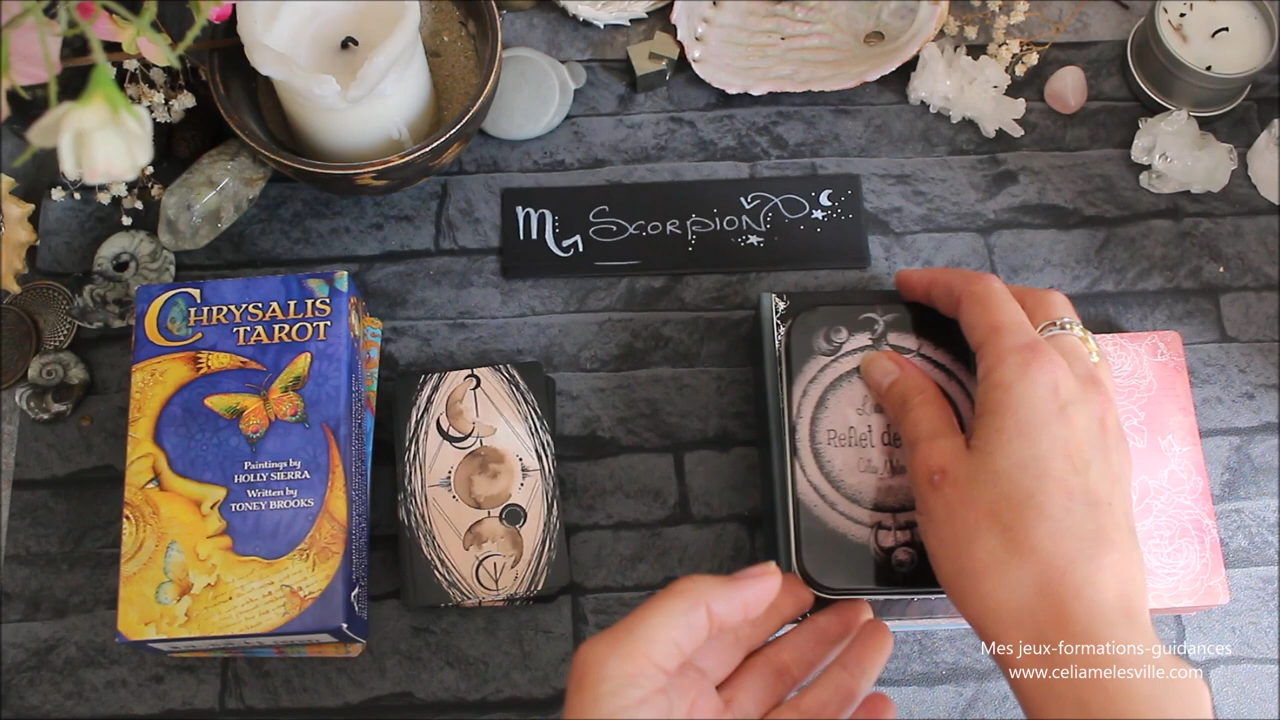 ♏ Scorpion
CHRYSALIS
TAROT
Paintings by
HOLLY SIERRA
Written by
TONEY BROOKS
Reflet de
Mes jeux-formations-guidances
www.celiamelesville.com